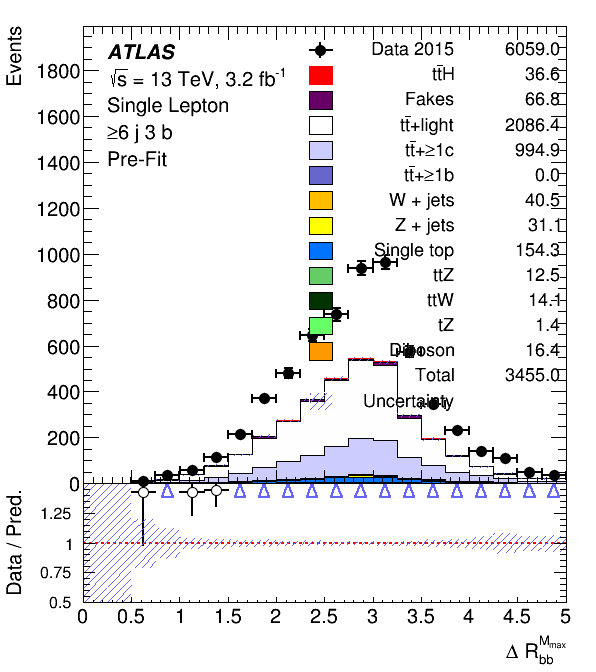 Events
1800
1600
1400
1200
1000
800
600
400
200
0
ATLAS
√s = 13 TeV, 3.2 fb-1
Single Lepton
≥6 j 3 b
Pre-Fit
Data 2015 6059.0
tt̄H 36.6
Fakes 66.8
tt̄+light 2086.4
tt̄+≥1c 994.9
tt̄+≥1b 0.0
W + jets 40.5
Z + jets 31.1
Single top 154.3
ttZ 12.5
ttW 14.1
tZ 1.4
Diboson 16.4
Total 3455.0
Uncertainty
Data / Pred.
1.25
1
0.75
0.5
0 0.5 1 1.5 2 2.5 3 3.5 4 4.5 5
Δ R bb Mmax